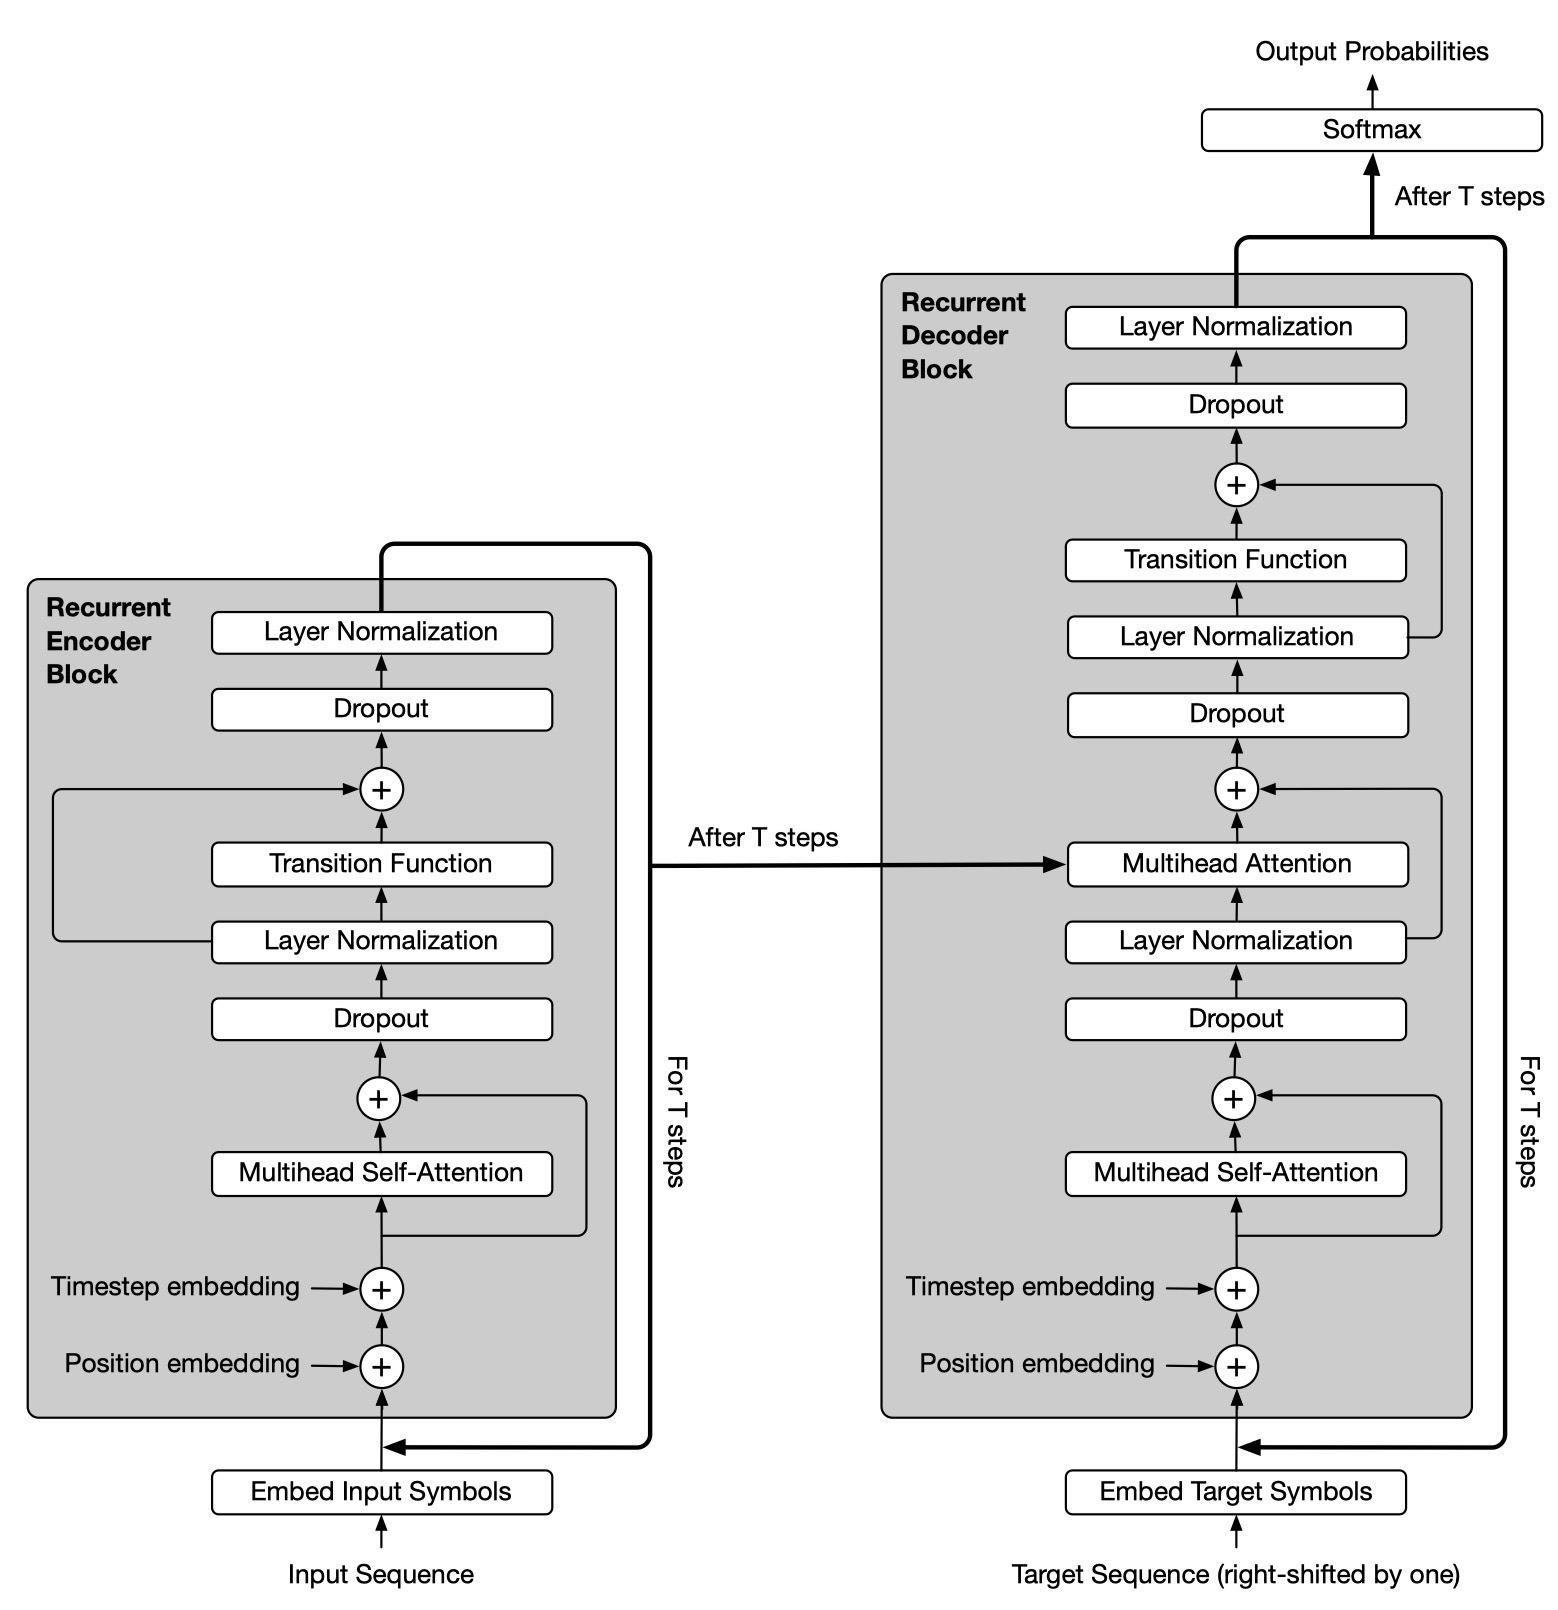 Output Probabilities
Softmax
After T steps
Recurrent
Decoder
Block
Layer Normalization
Dropout
+
Transition Function
Layer Normalization
Dropout
+
Multihead Attention
Layer Normalization
Dropout
+
Multihead Self-Attention
Timestep embedding
+
Position embedding
+
For T steps
Embed Target Symbols
Target Sequence (right-shifted by one)
After T steps
Recurrent
Encoder
Block
Layer Normalization
Dropout
+
Transition Function
Layer Normalization
Dropout
+
Multihead Self-Attention
Timestep embedding
+
Position embedding
+
For T steps
Embed Input Symbols
Input Sequence